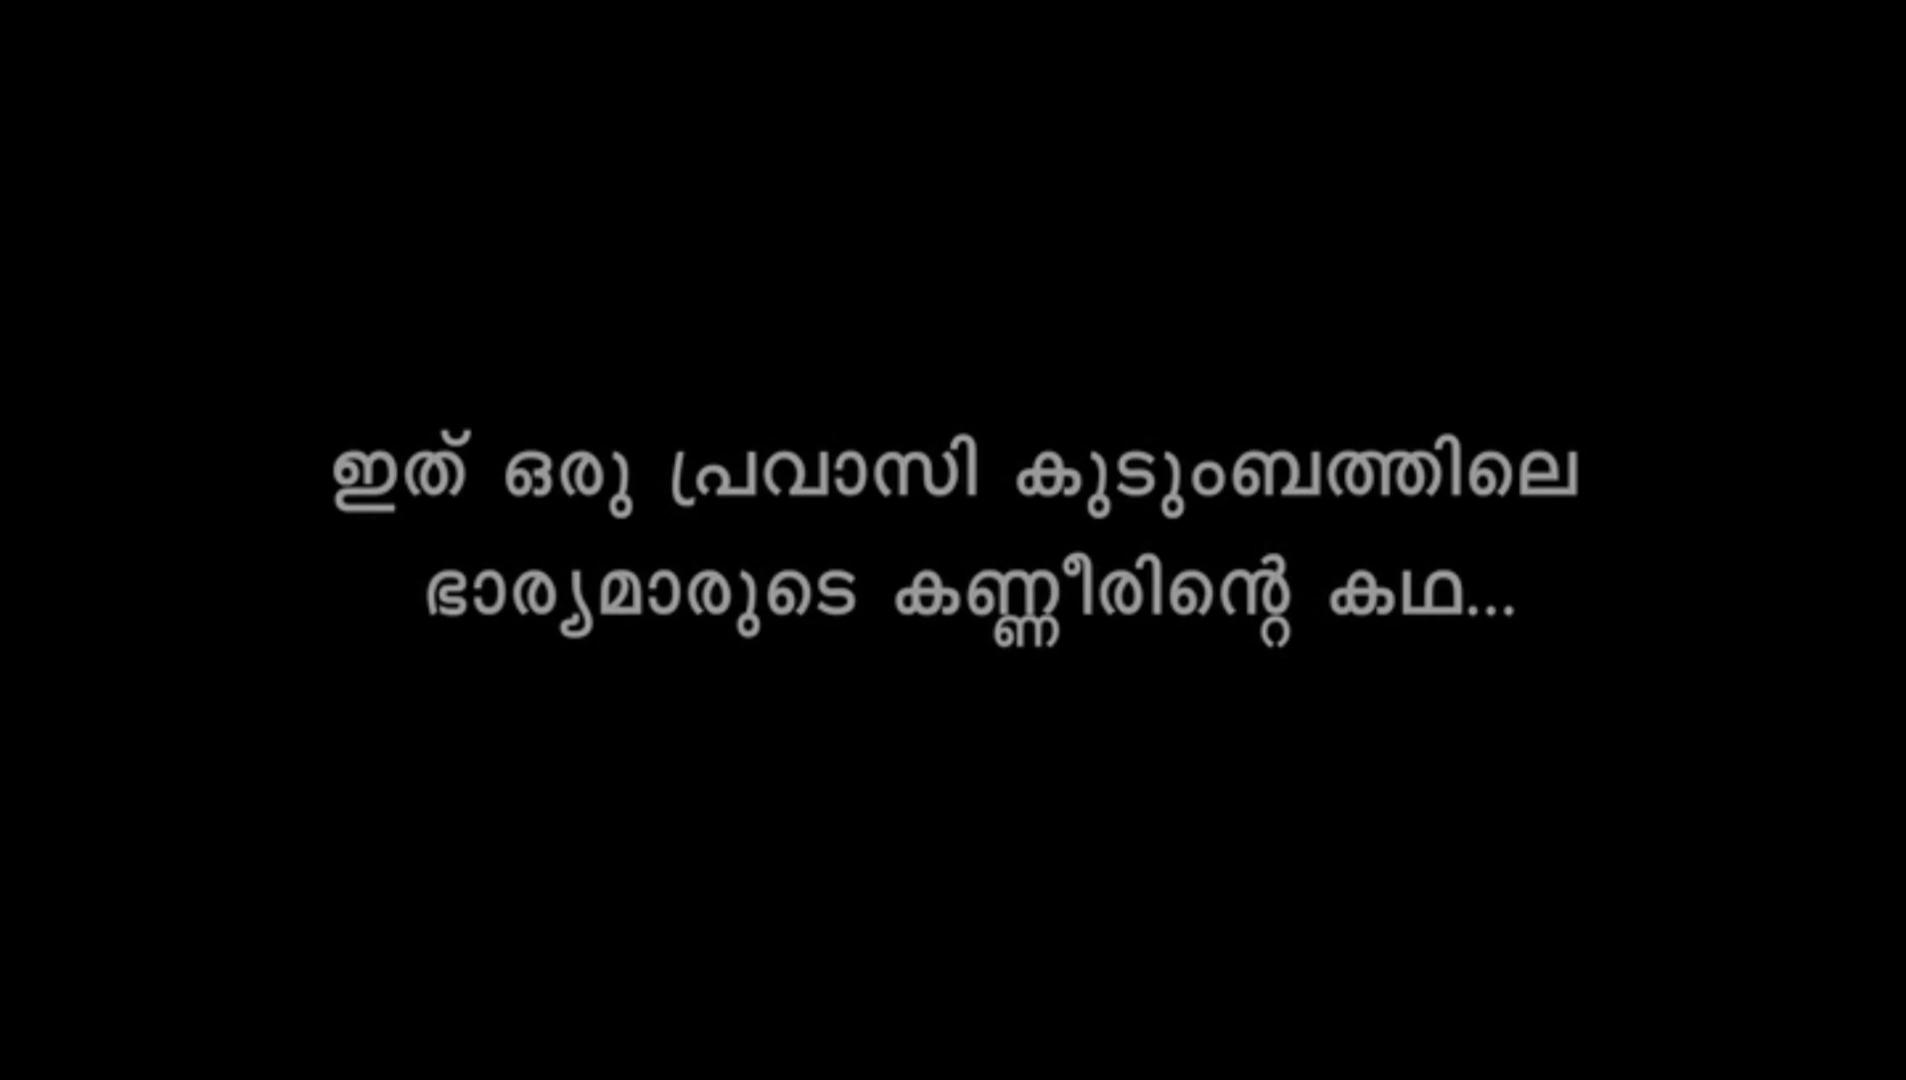 ഇത് ഒരു പ്രവാസി കുടുംബത്തിലെ
ഭാര്യമാരുടെ കണ്ണീരിന്റെ കഥ...